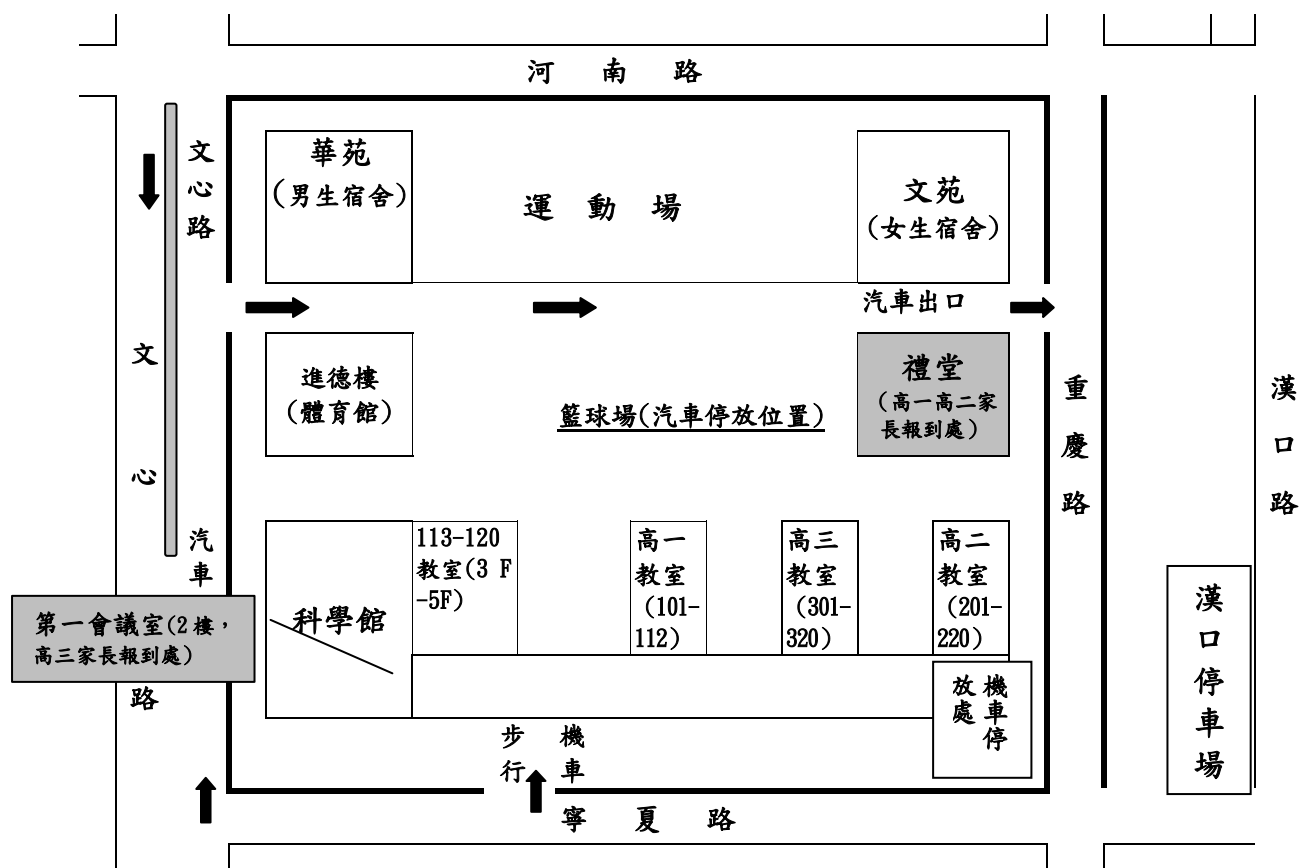 河南路
文心路
華苑
(男生宿舍)
運動場
文苑
(女生宿舍)
汽車出口
進德樓
(體育館)
籃球場(汽車停放位置)
禮堂
(高一高二家
長報到處)
文心路
重慶路
漢口路
汽車
科學館
113-120
教室(3 F
-5F)
高一
教室
(101-
112)
高三
教室
(301-
320)
高二
教室
(201-
220)
第一會議室(2樓，
高三家長報到處)
漢口停車場
機車停
放處
步行
機車
寧夏路